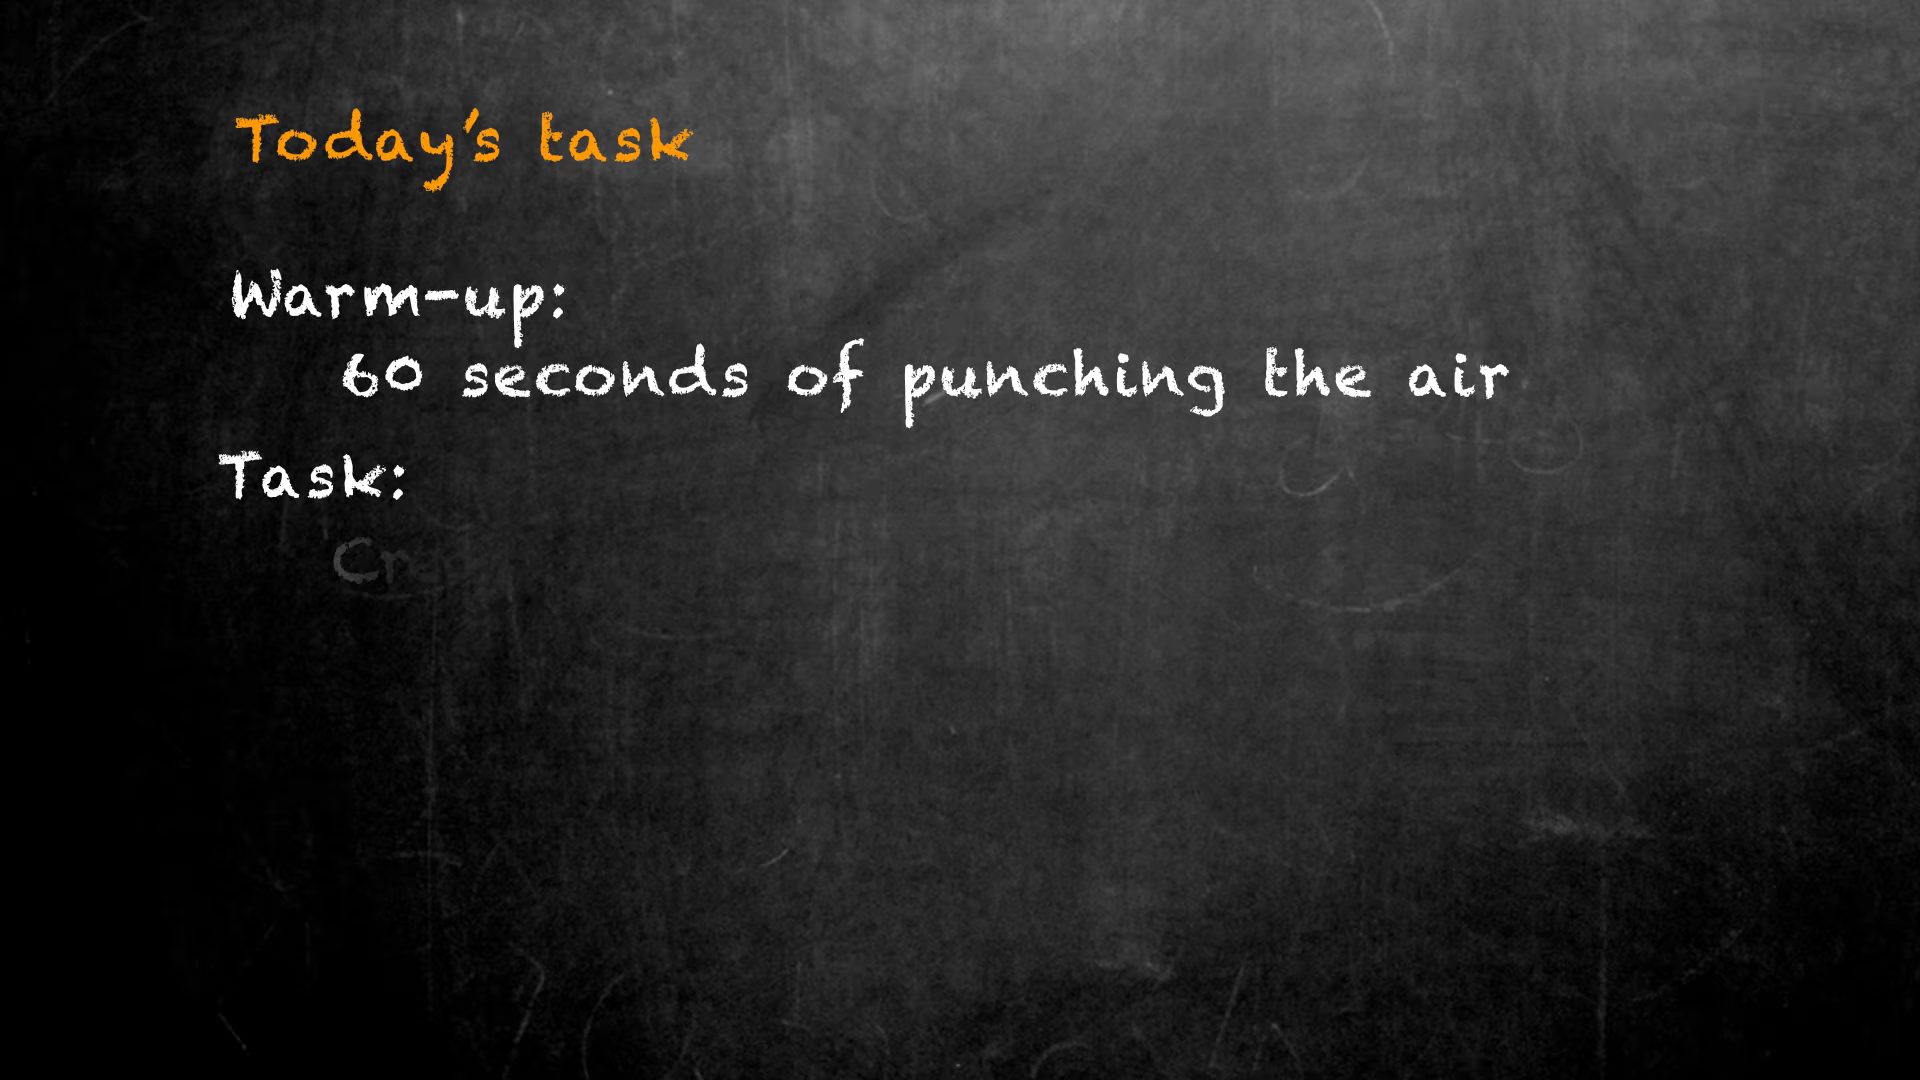 Today's task
Warm-up:
60 seconds of punching the air
Task: